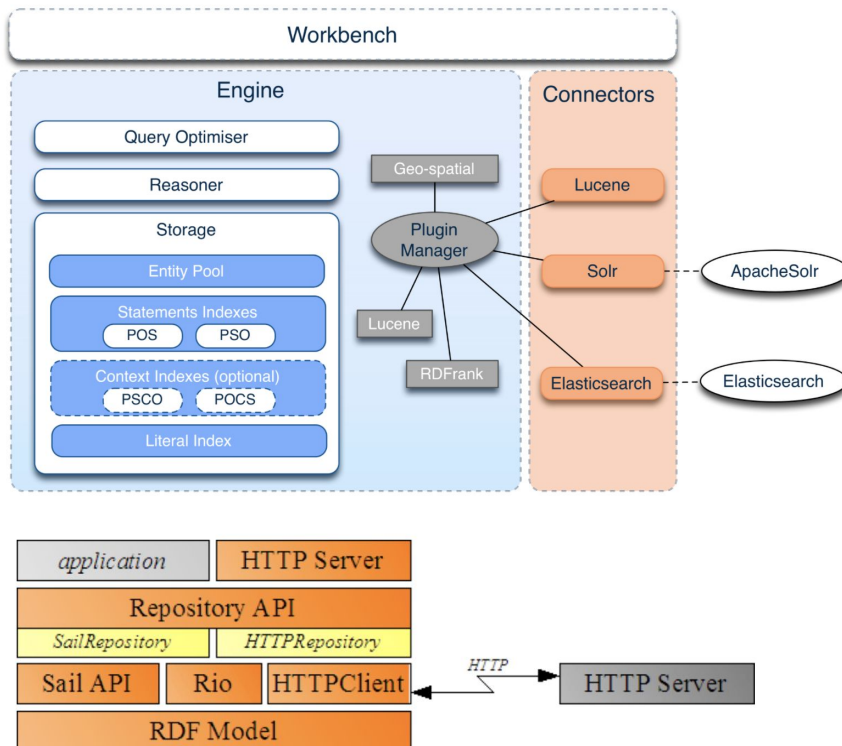 Workbench
Engine
Connectors
Query Optimiser
Reasoner
Storage
Entity Pool
Statements Indexes
POS
PSO
Context Indexes (optional)
PSCO
POCS
Literal Index
Geo-spatial
Plugin
Manager
Lucene
RDFrank
Lucene
Solr
Elasticsearch
ApacheSolr
Elasticsearch
application
HTTP Server
Repository API
SailRepository
HTTPRepository
Sail API
Rio
HTTPClient
HTTP
HTTP Server
RDF Model